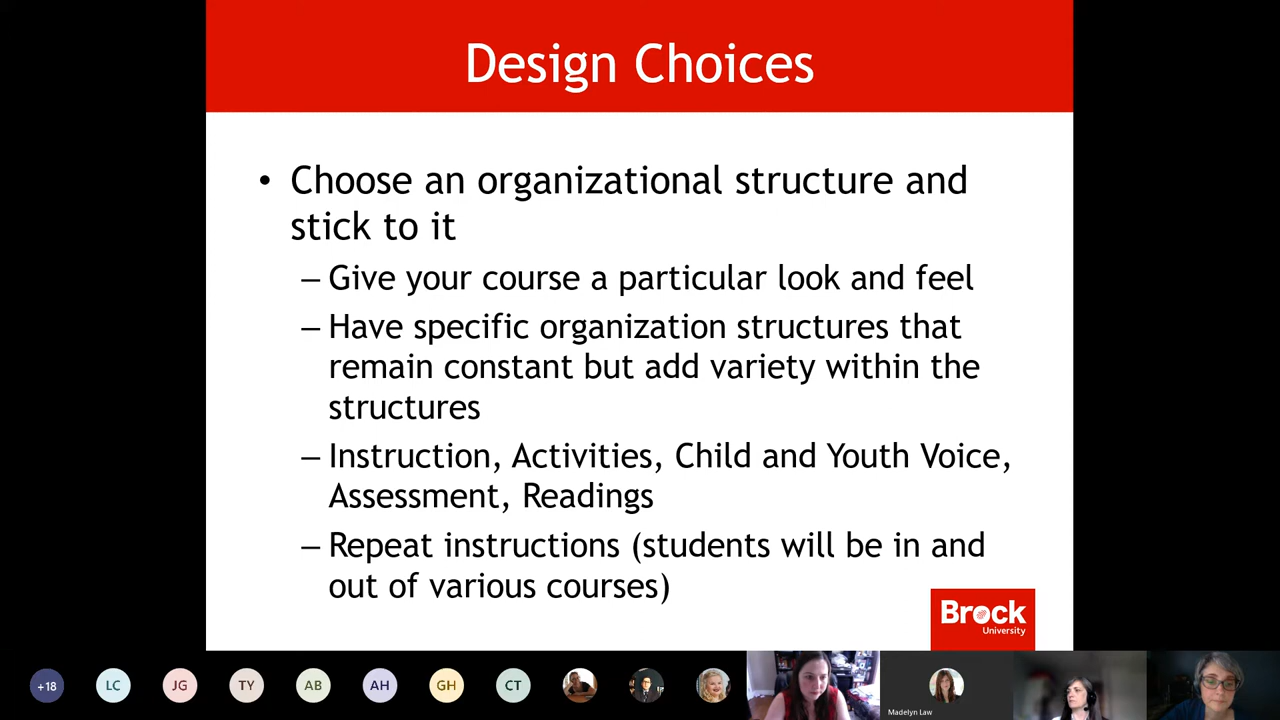 Design Choices
• Choose an organizational structure and
stick to it
– Give your course a particular look and feel
– Have specific organization structures that
remain constant but add variety within the
structures
– Instruction, Activities, Child and Youth Voice,
Assessment, Readings
– Repeat instructions (students will be in and
out of various courses)
Brock
University
+18 LC JG TY AB AH GH CT
Madelyn Law